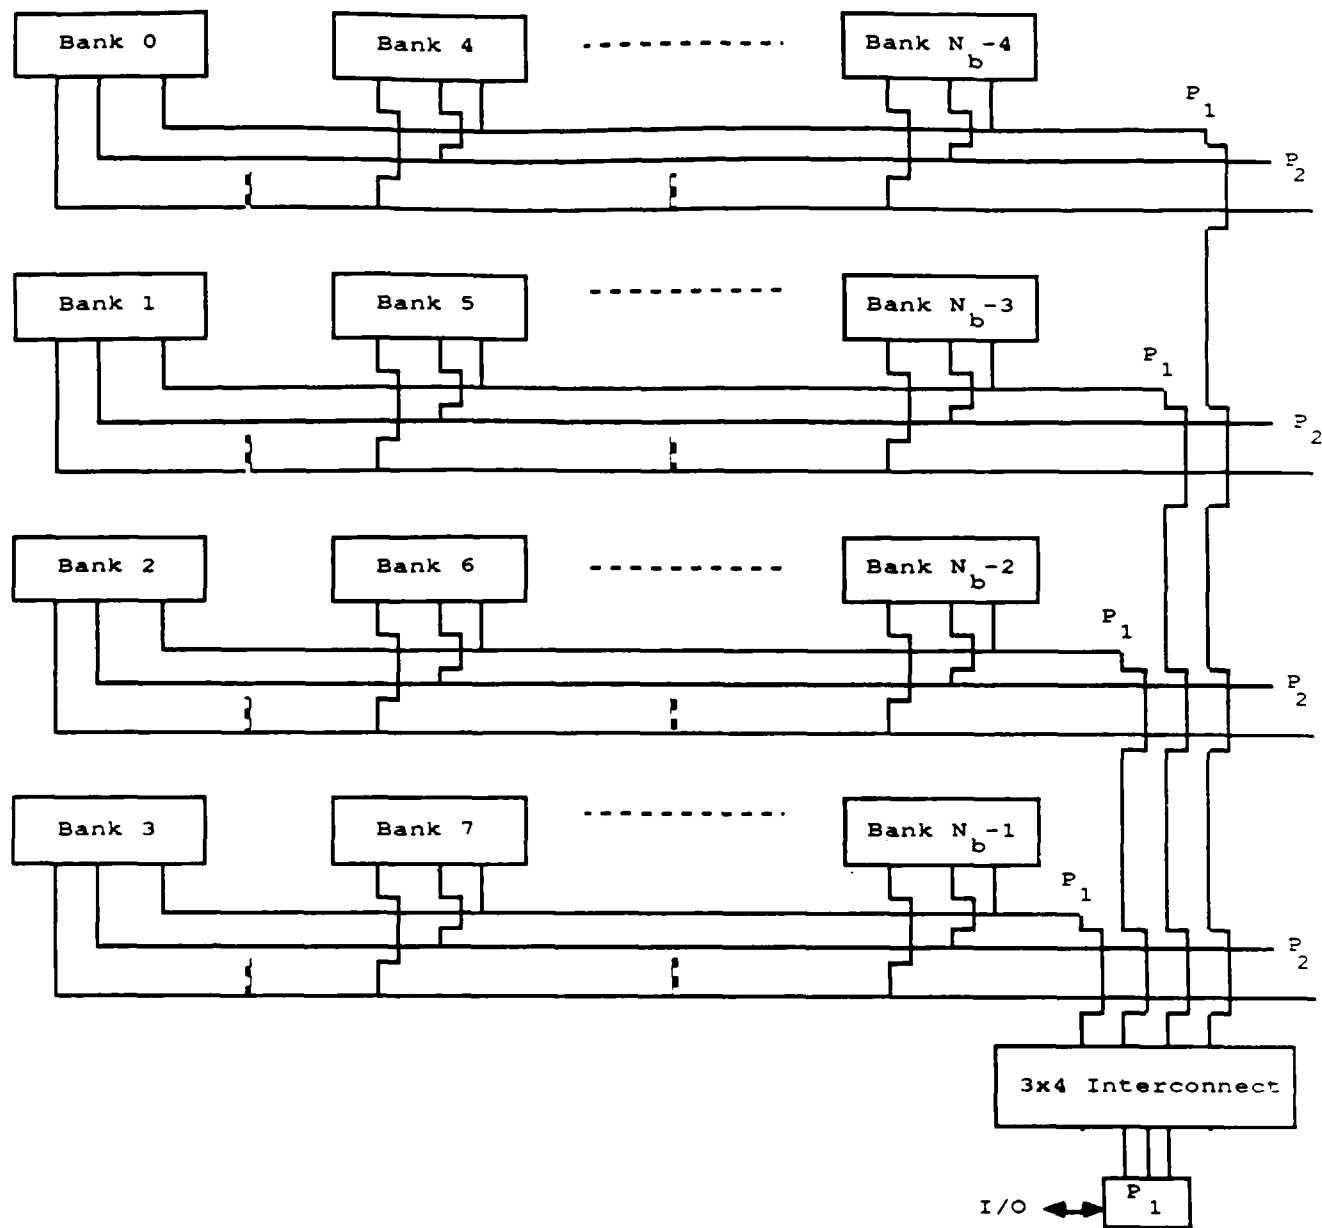 Bank 0 Bank 4 Bank N_b-4
P_1
P_2
Bank 1 Bank 5 Bank N_b-3
P_1
P_2
Bank 2 Bank 6 Bank N_b-2
P_1
P_2
Bank 3 Bank 7 Bank N_b-1
P_1
P_2
3x4 Interconnect
I/O P_1